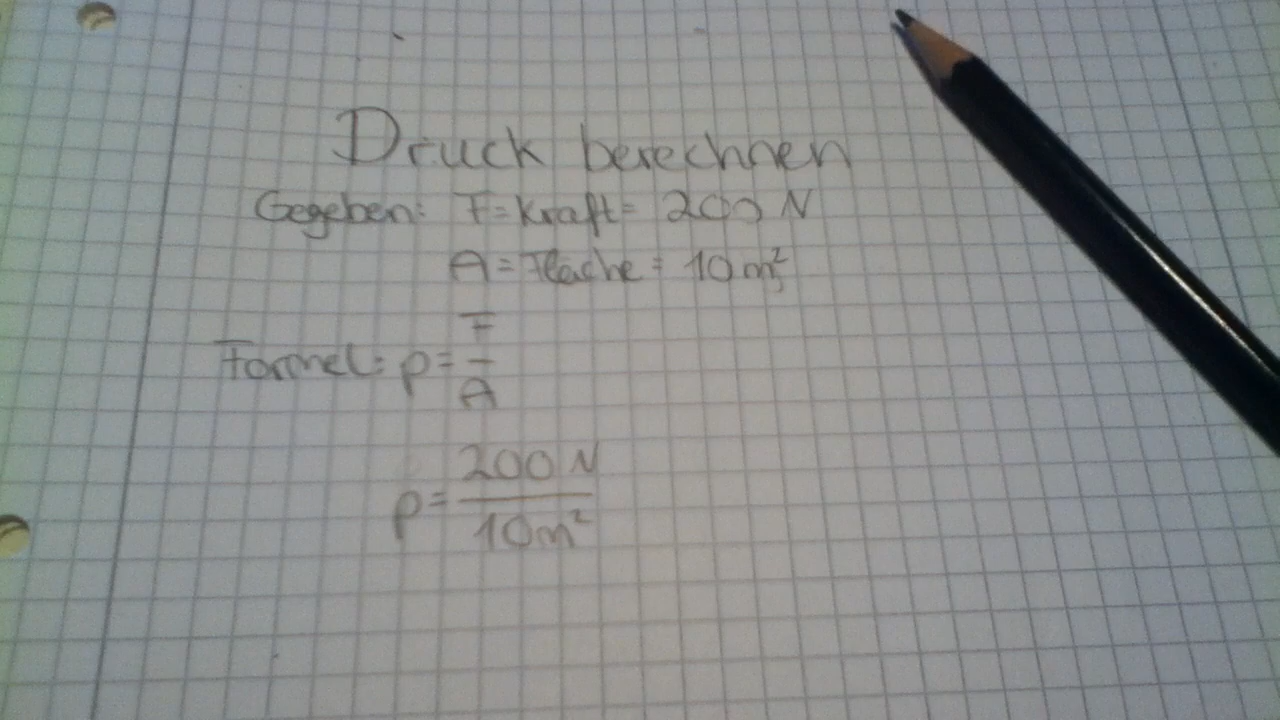 Druck berechnen
Gegeben: F = Kraft = 200 N
A = Fläche = 10 m²
Formel: p = F/A
p = 200 N / 10 m²